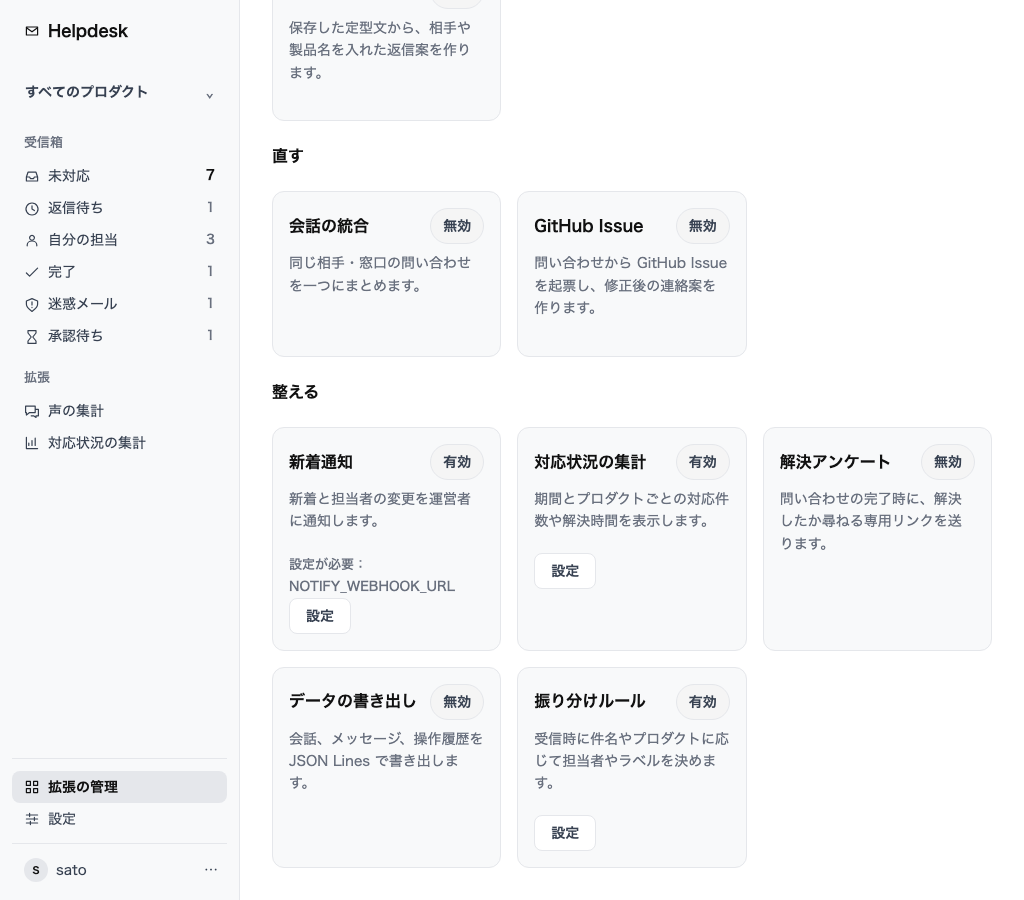 Helpdesk
すべてのプロダクト
受信箱
未対応 7
返信待ち 1
自分の担当 3
完了 1
迷惑メール 1
承認待ち 1
拡張
声の集計
対応状況の集計
拡張の管理
設定
S sato ...
保存した定型文から、相手や
製品名を入れた返信案を作り
ます。
直す
会話の統合 無効
同じ相手・窓口の問い合わせ
を一つにまとめます。
GitHub Issue 無効
問い合わせから GitHub Issue
を起票し、修正後の連絡案を
作ります。
整える
新着通知 有効
新着と担当者の変更を運営者
に通知します。
設定が必要：
NOTIFY_WEBHOOK_URL
設定
対応状況の集計 有効
期間とプロダクトごとの対応件
数や解決時間を表示します。
設定
解決アンケート 無効
問い合わせの完了時に、解決
したか尋ねる専用リンクを送
ります。
データの書き出し 無効
会話、メッセージ、操作履歴を
JSON Lines で書き出しま
す。
振り分けルール 有効
受信時に件名やプロダクトに応
じて担当者やラベルを決めま
す。
設定